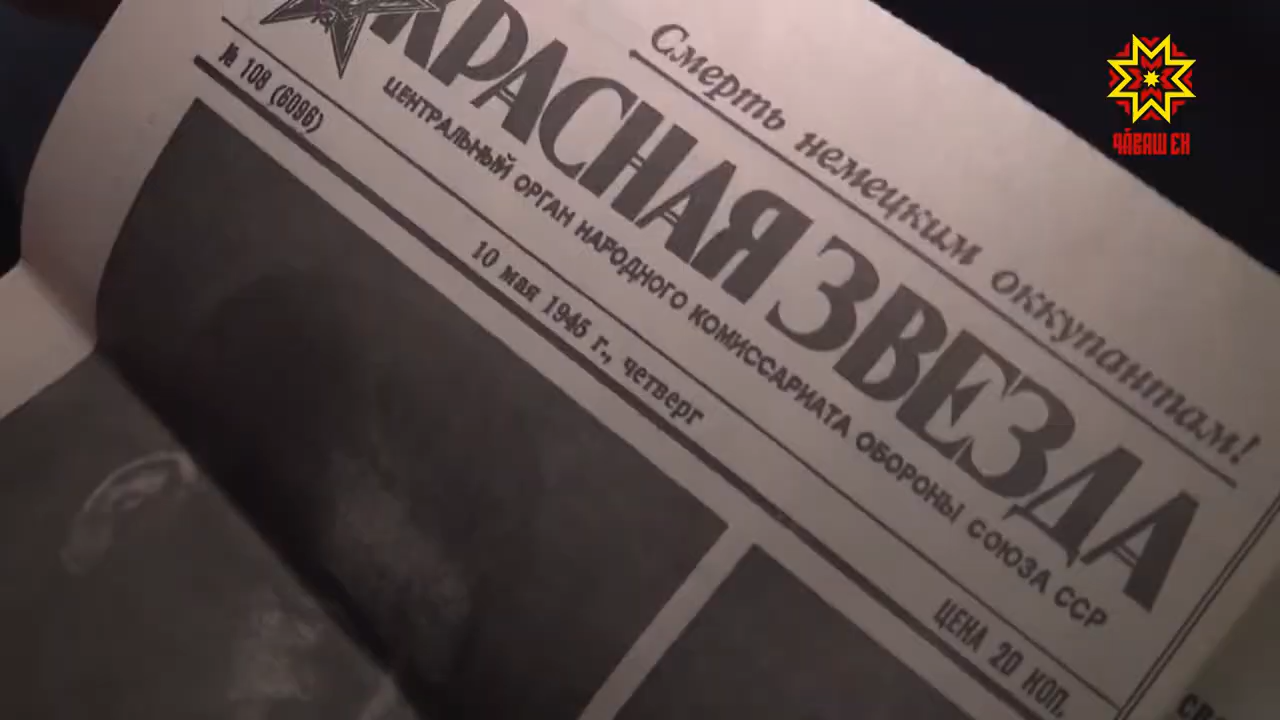 Смерть немецким оккупантам!
КРАСНАЯ ЗВЕЗДА
ЦЕНТРАЛЬНЫЙ ОРГАН НАРОДНОГО КОМИССАРИАТА ОБОРОНЫ СОЮЗА ССР
№ 108 (6096)
10 мая 1945 г., четверг
ЦЕНА 20 КОП.
ЧӐВАШ ЕН